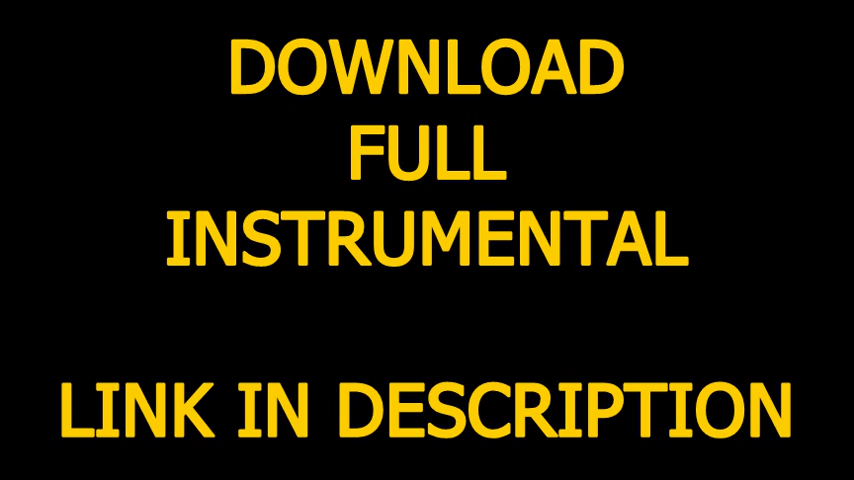 DOWNLOAD
FULL
INSTRUMENTAL
LINK IN DESCRIPTION